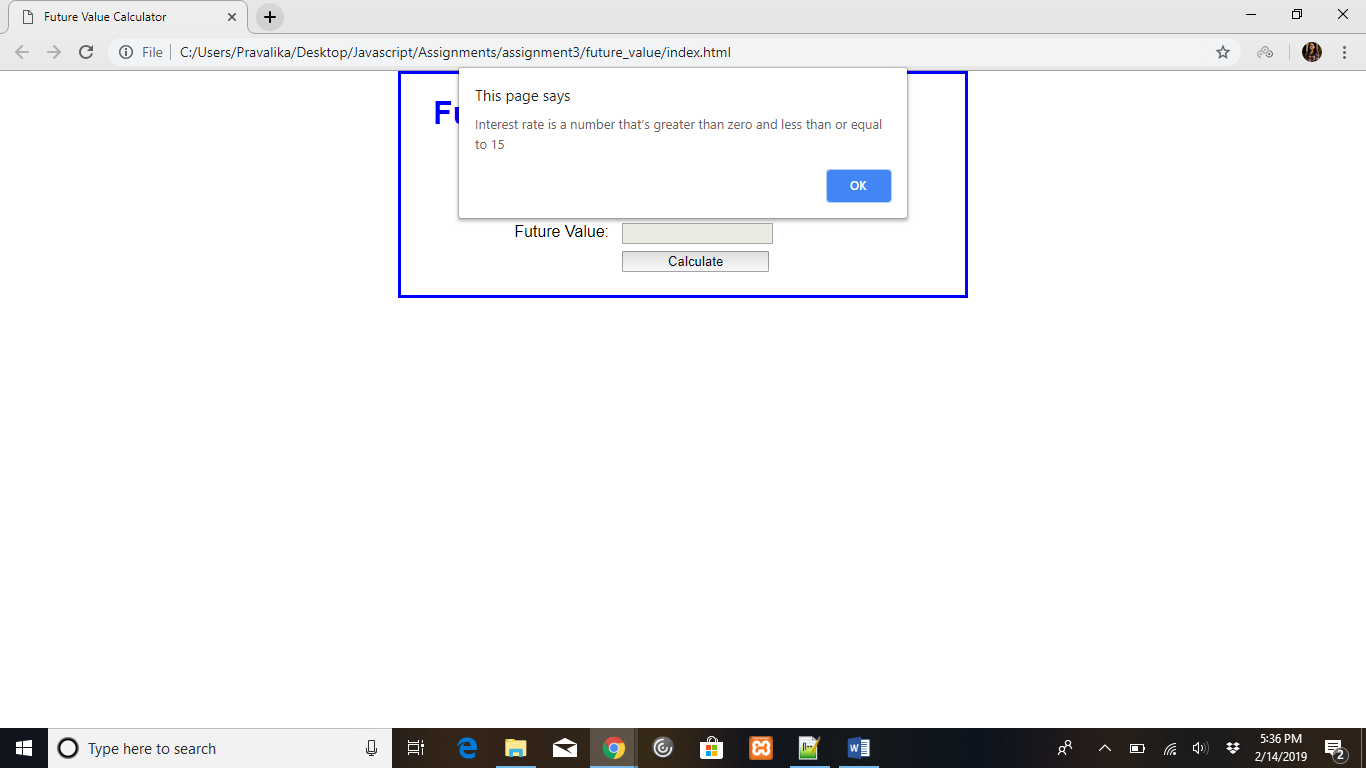 Future Value Calculator
File
C:/Users/Pravalika/Desktop/Javascript/Assignments/assignment3/future_value/index.html
This page says
Interest rate is a number that's greater than zero and less than or equal
to 15
OK
Future Value:
Calculate
Type here to search
5:36 PM
2/14/2019
2